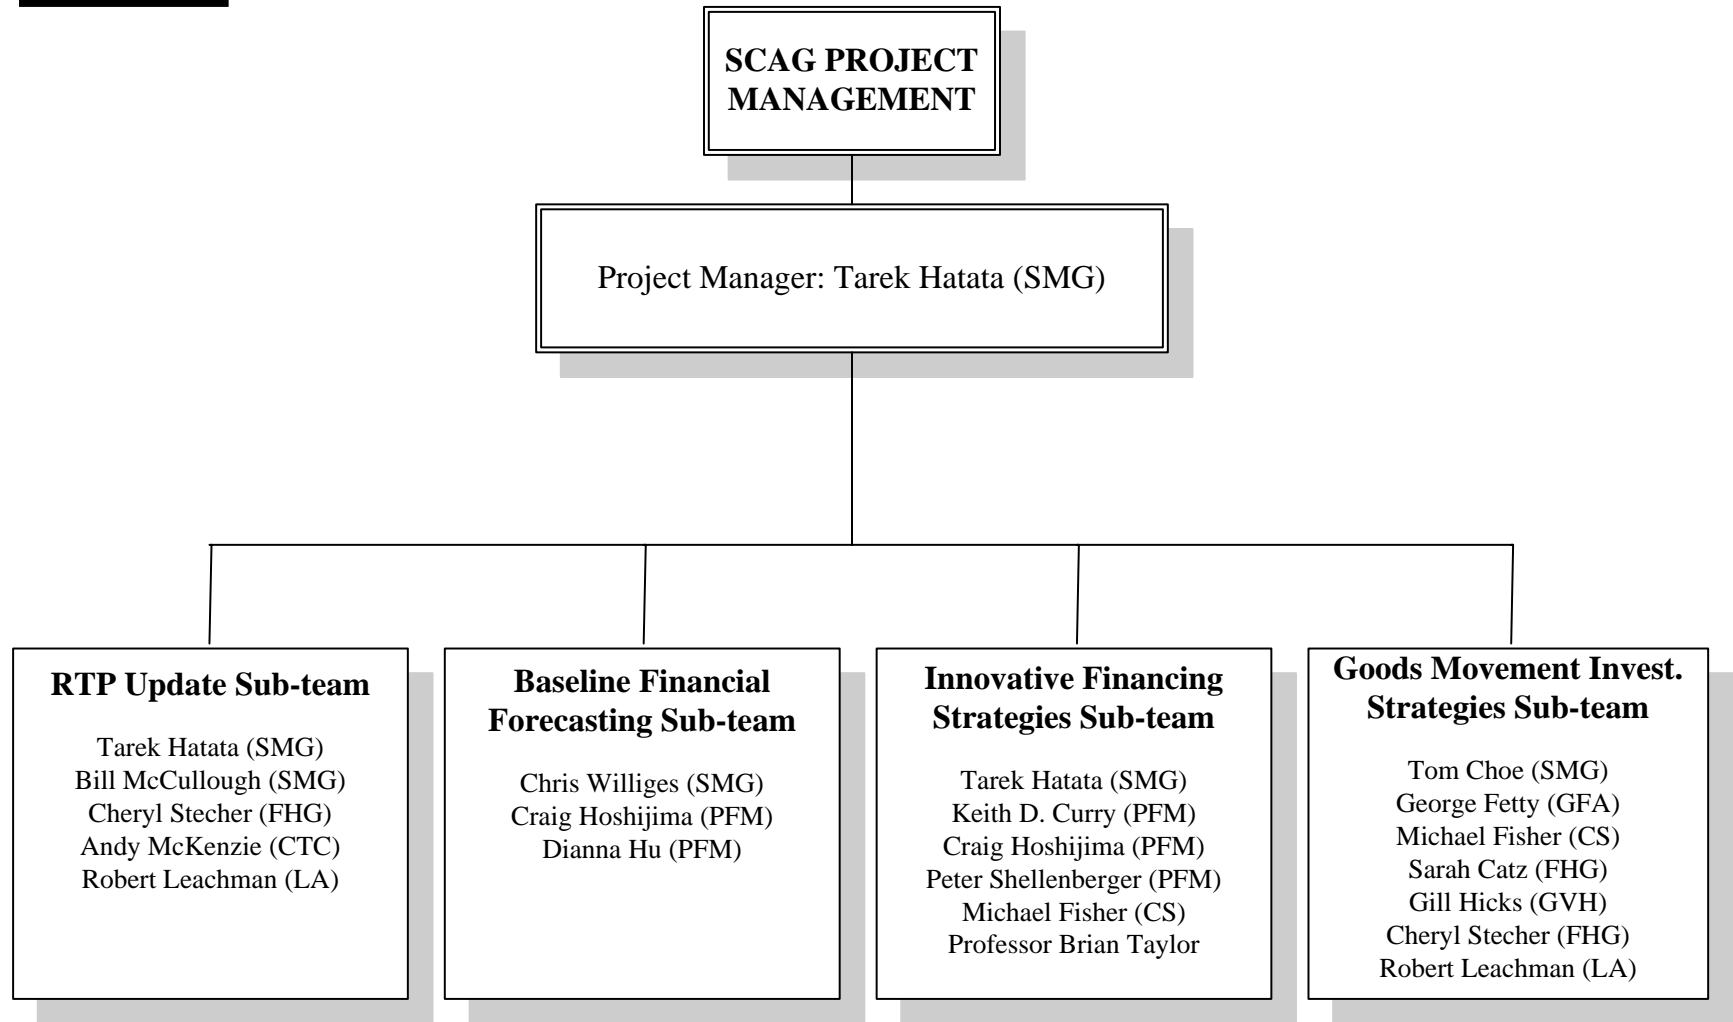 SCAG PROJECT
MANAGEMENT
Project Manager: Tarek Hatata (SMG)
RTP Update Sub-team
Tarek Hatata (SMG)
Bill McCullough (SMG)
Cheryl Stecher (FHG)
Andy McKenzie (CTC)
Robert Leachman (LA)
Baseline Financial
Forecasting Sub-team
Chris Williges (SMG)
Craig Hoshijima (PFM)
Dianna Hu (PFM)
Innovative Financing
Strategies Sub-team
Tarek Hatata (SMG)
Keith D. Curry (PFM)
Craig Hoshijima (PFM)
Peter Shellenberger (PFM)
Michael Fisher (CS)
Professor Brian Taylor
Goods Movement Invest.
Strategies Sub-team
Tom Choe (SMG)
George Fetty (GFA)
Michael Fisher (CS)
Sarah Catz (FHG)
Gill Hicks (GVH)
Cheryl Stecher (FHG)
Robert Leachman (LA)